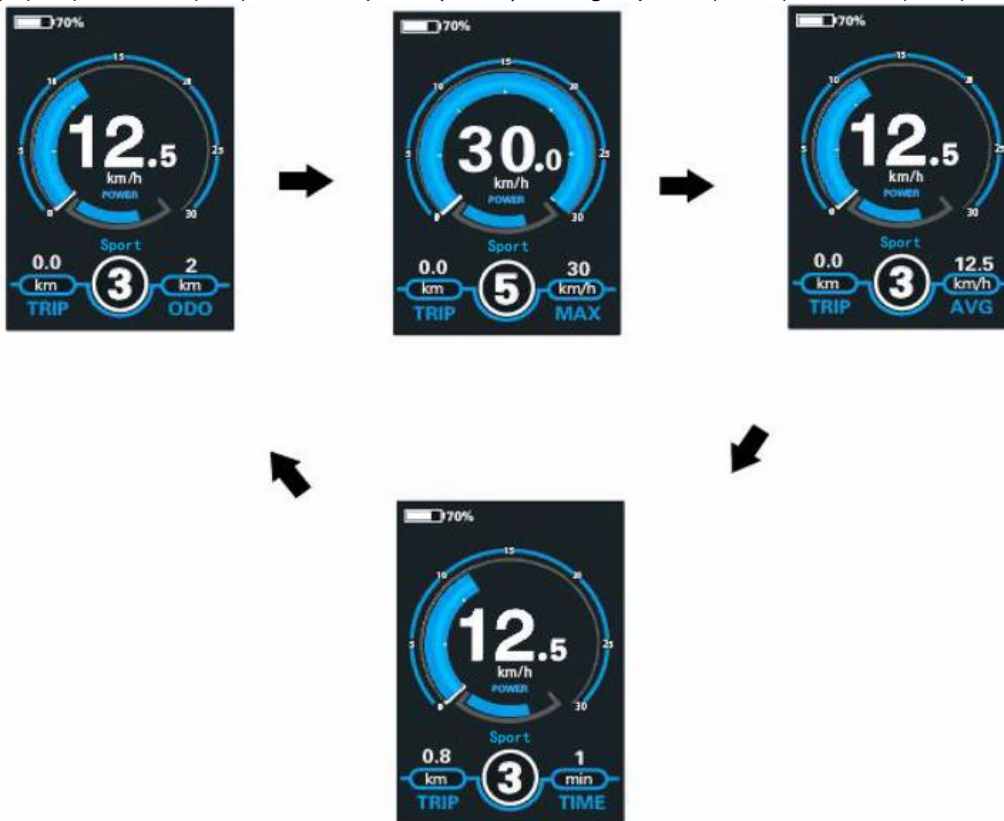 70%
15
10 20
12.5
5 25
km/h
POWER
0 30
Sport
0.0 3 2
km km
TRIP ODO
70%
15
10 20
30.0
5 25
km/h
POWER
0 30
Sport
0.0 5 30
km km/h
TRIP MAX
70%
15
10 20
12.5
5 25
km/h
POWER
0 30
Sport
0.0 3 12.5
km km/h
TRIP AVG
70%
15
10 20
12.5
5 25
km/h
POWER
0 30
Sport
0.8 3 1
km min
TRIP TIME